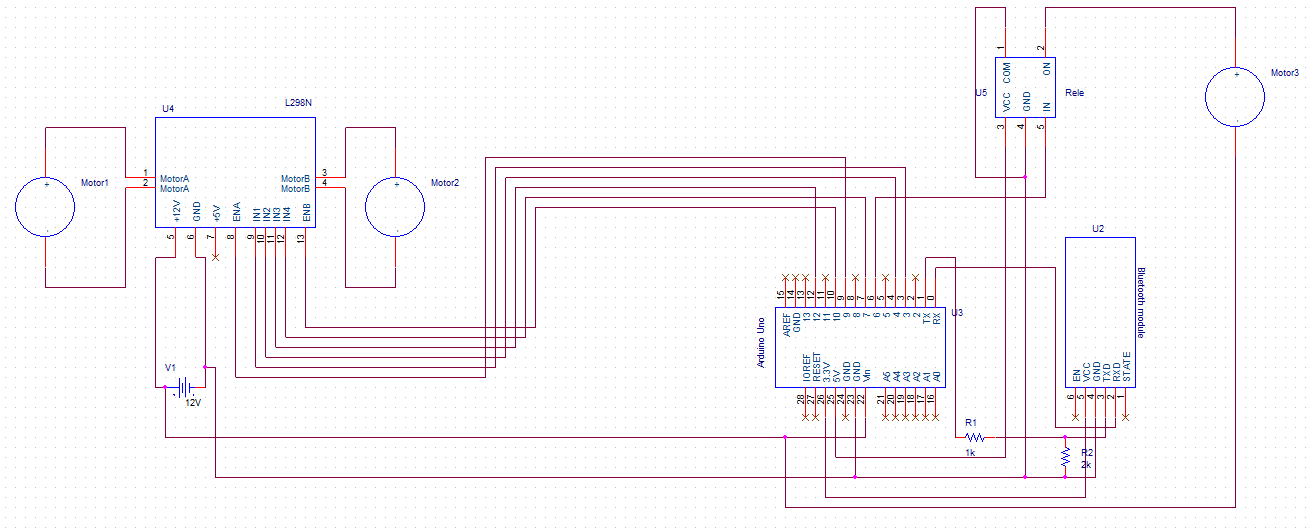 1
2
COM
ON
U5
VCC
GND
IN
Rele
3
4
5
+
Motor3
U4
L298N
+
Motor1
1
2
MotorA
MotorA
MotorB
MotorB
3
4
+
Motor2
+12V
GND
+5V
ENA
IN1
IN2
IN3
IN4
ENB
5
6
7
8
9
10
11
12
13
U2
Bluetooth module
EN
VCC
GND
TXD
RXD
STATE
6
5
4
3
2
1
15
14
13
12
11
10
9
8
7
6
5
4
3
2
1
0
U3
AREF
GND
13
12
11
10
9
8
7
6
5
4
3
2
TX
RX
Arduino Uno
IOREF
RESET
3.3V
5V
GND
GND
Vin
A5
A4
A3
A2
A1
A0
28
27
26
25
24
23
22
21
20
19
18
17
16
V1
12V
R1
1k
R2
2k